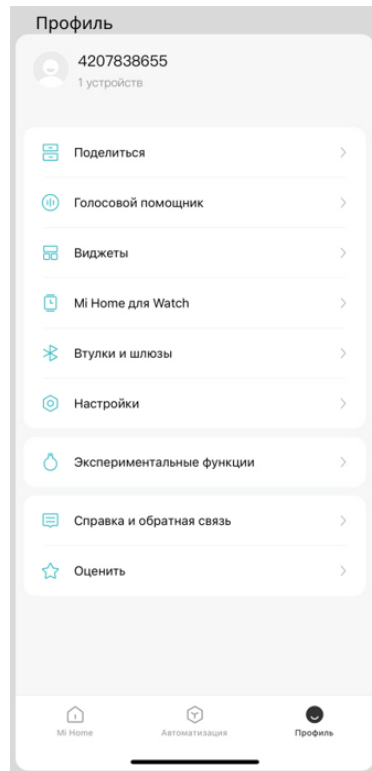 Профиль
4207838655
1 устройств
Поделиться
Голосовой помощник
Виджеты
Mi Home для Watch
Втулки и шлюзы
Настройки
Экспериментальные функции
Справка и обратная связь
Оценить
Mi Home Автоматизация Профиль